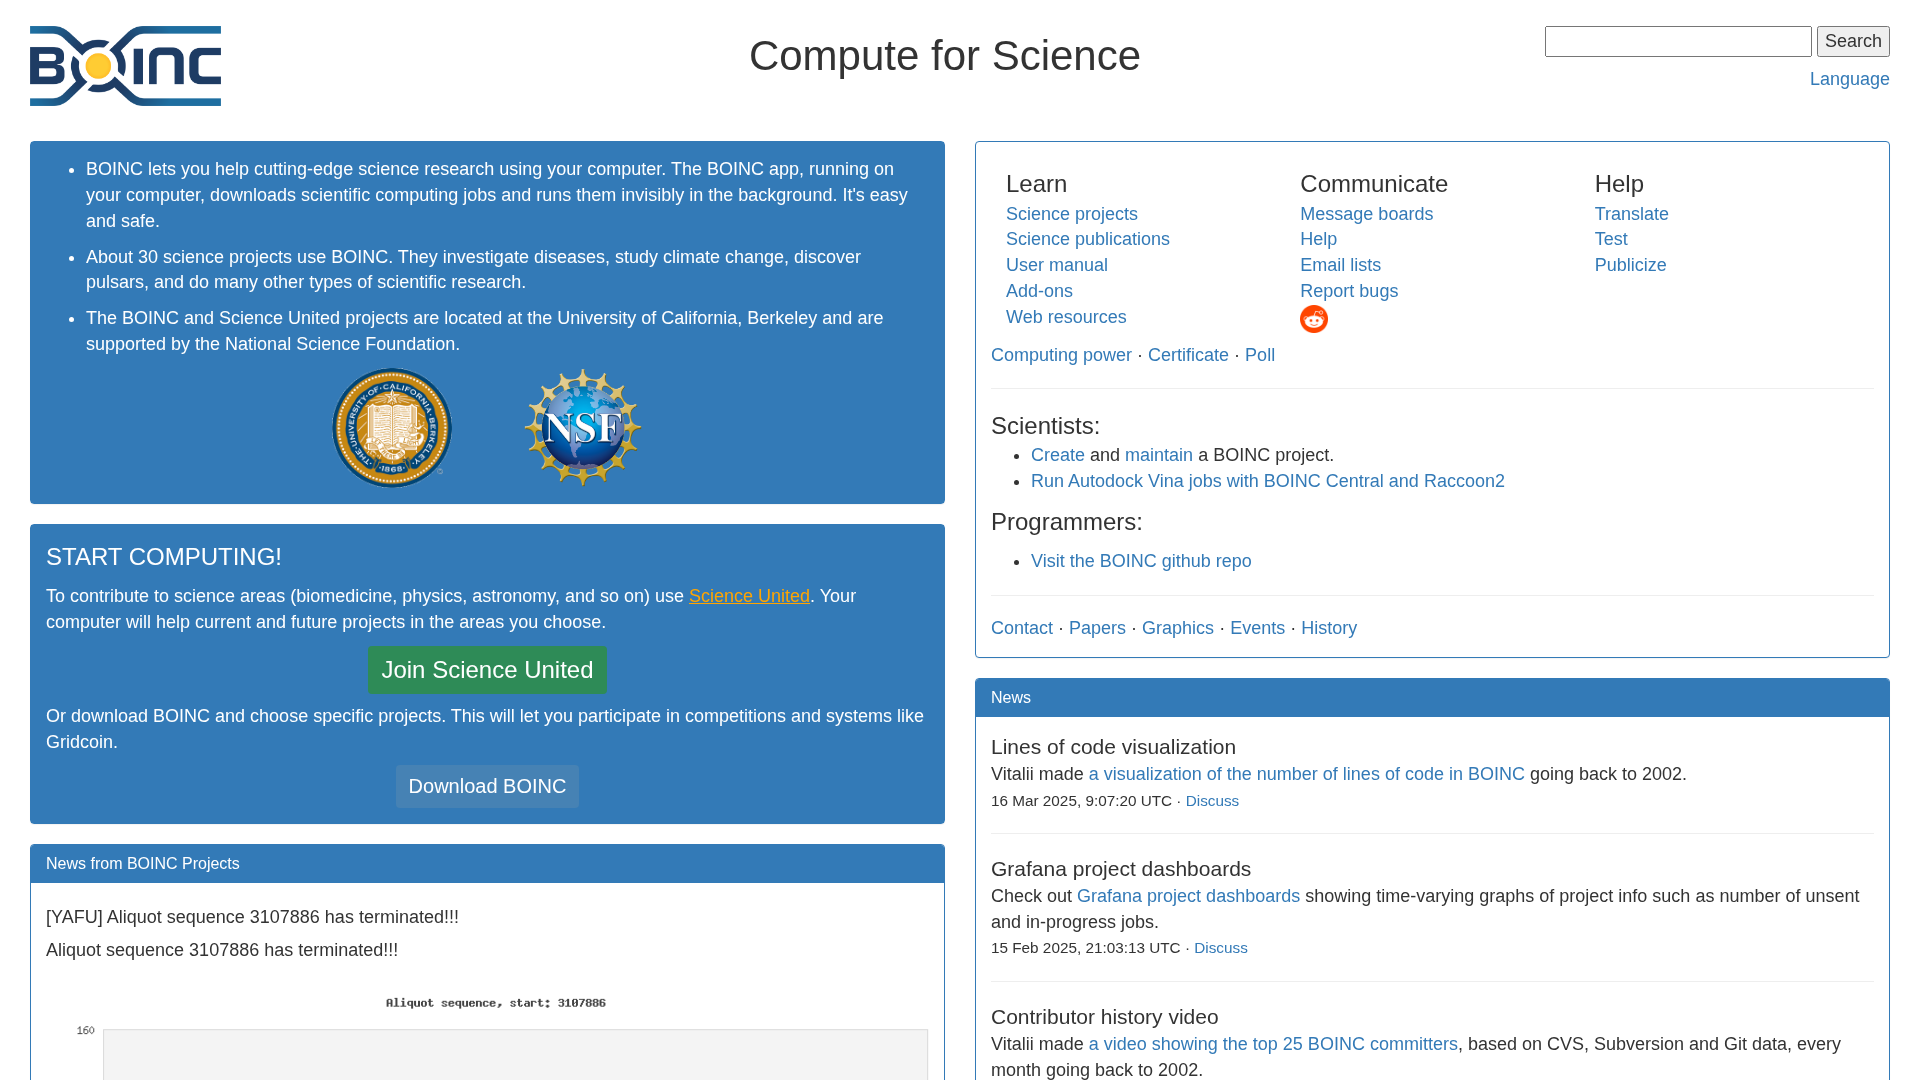 BOINC
Compute for Science
Search
Language
BOINC lets you help cutting-edge science research using your computer. The BOINC app, running on
your computer, downloads scientific computing jobs and runs them invisibly in the background. It's easy
and safe.
About 30 science projects use BOINC. They investigate diseases, study climate change, discover
pulsars, and do many other types of scientific research.
The BOINC and Science United projects are located at the University of California, Berkeley and are
supported by the National Science Foundation.
THE·UNIVERSITY·OF·CALIFORNIA·BERKELEY
·1868·
NSF
START COMPUTING!
To contribute to science areas (biomedicine, physics, astronomy, and so on) use Science United. Your
computer will help current and future projects in the areas you choose.
Join Science United
Or download BOINC and choose specific projects. This will let you participate in competitions and systems like
Gridcoin.
Download BOINC
News from BOINC Projects
[YAFU] Aliquot sequence 3107886 has terminated!!!
Aliquot sequence 3107886 has terminated!!!
Aliquot sequence, start: 3107886
160
Learn
Science projects
Science publications
User manual
Add-ons
Web resources
Communicate
Message boards
Help
Email lists
Report bugs
Help
Translate
Test
Publicize
Computing power · Certificate · Poll
Scientists:
Create and maintain a BOINC project.
Run Autodock Vina jobs with BOINC Central and Raccoon2
Programmers:
Visit the BOINC github repo
Contact · Papers · Graphics · Events · History
News
Lines of code visualization
Vitalii made a visualization of the number of lines of code in BOINC going back to 2002.
16 Mar 2025, 9:07:20 UTC · Discuss
Grafana project dashboards
Check out Grafana project dashboards showing time-varying graphs of project info such as number of unsent
and in-progress jobs.
15 Feb 2025, 21:03:13 UTC · Discuss
Contributor history video
Vitalii made a video showing the top 25 BOINC committers, based on CVS, Subversion and Git data, every
month going back to 2002.